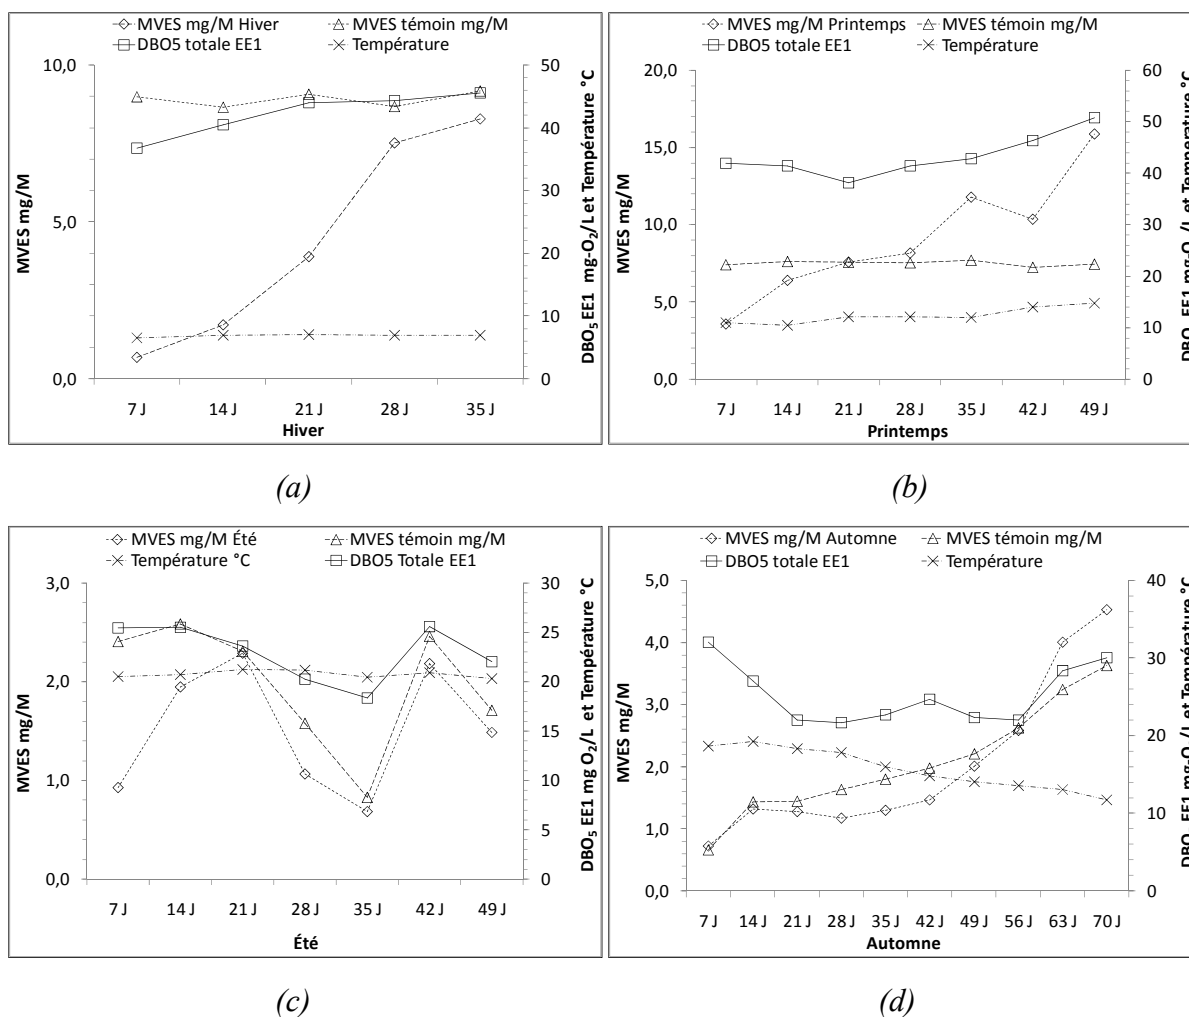 MVES mg/M Hiver MVES témoin mg/M
DBO5 totale EE1 Température
10,0
5,0
0,0
50
40
30
20
10
0
MVES mg/M
DBO₅ EE1 mg-O₂/L et Température °C
7 J 14 J 21 J 28 J 35 J
Hiver
(a)
MVES mg/M Printemps MVES témoin mg/M
DBO5 totale EE1 Température
20,0
15,0
10,0
5,0
0,0
60
50
40
30
20
10
0
MVES mg/M
EE1 mg-O /L et Température °C
7 J 14 J 21 J 28 J 35 J 42 J 49 J
Printemps
(b)
MVES mg/M Été MVES témoin mg/M
Température °C DBO5 Totale EE1
3,0
2,0
1,0
0,0
30
25
20
15
10
5
0
MVES mg/M
DBO₅ EE1 mg O₂/L et Température °C
7 J 14 J 21 J 28 J 35 J 42 J 49 J
Été
(c)
MVES mg/M Automne MVES témoin mg/M
DBO5 totale EE1 Température
5,0
4,0
3,0
2,0
1,0
0,0
40
30
20
10
0
MVES mg/M
EE1 mg-O /L et Température °C
7 J 14 J 21 J 28 J 35 J 42 J 49 J 56 J 63 J 70 J
Automne
(d)